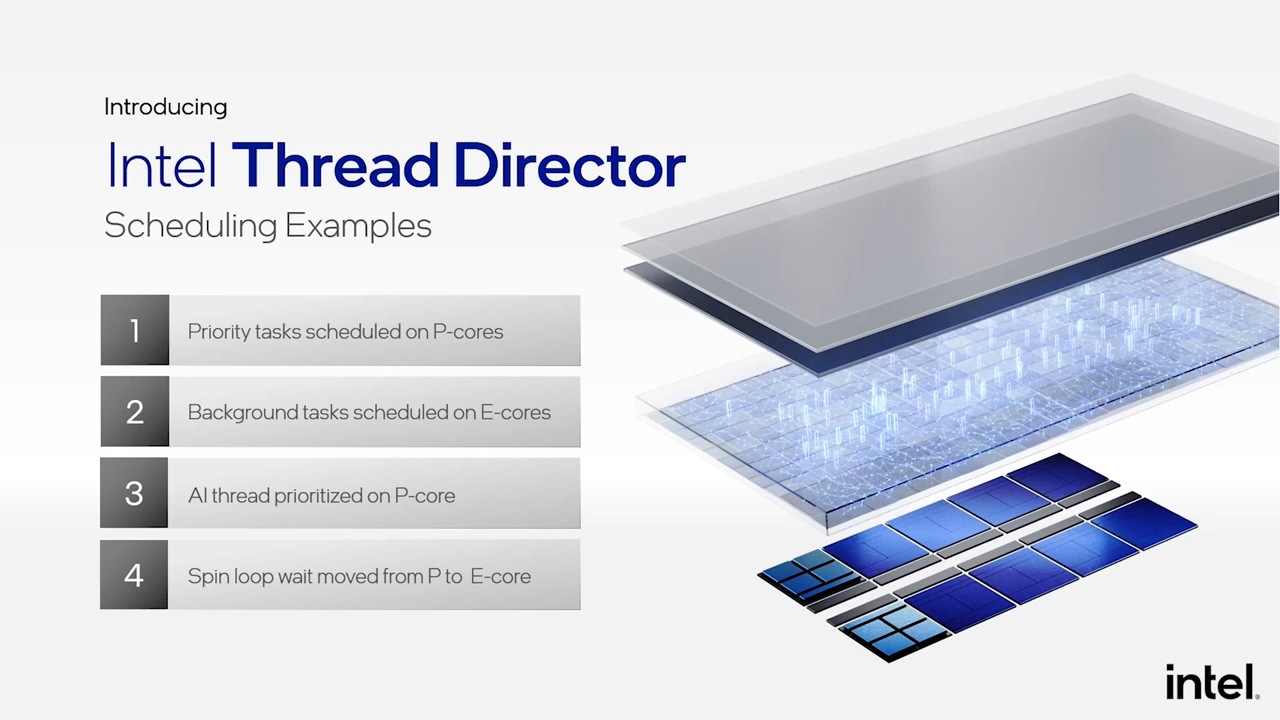 Introducing
Intel Thread Director
Scheduling Examples
1 Priority tasks scheduled on P-cores
2 Background tasks scheduled on E-cores
3 AI thread prioritized on P-core
4 Spin loop wait moved from P to E-core
intel.